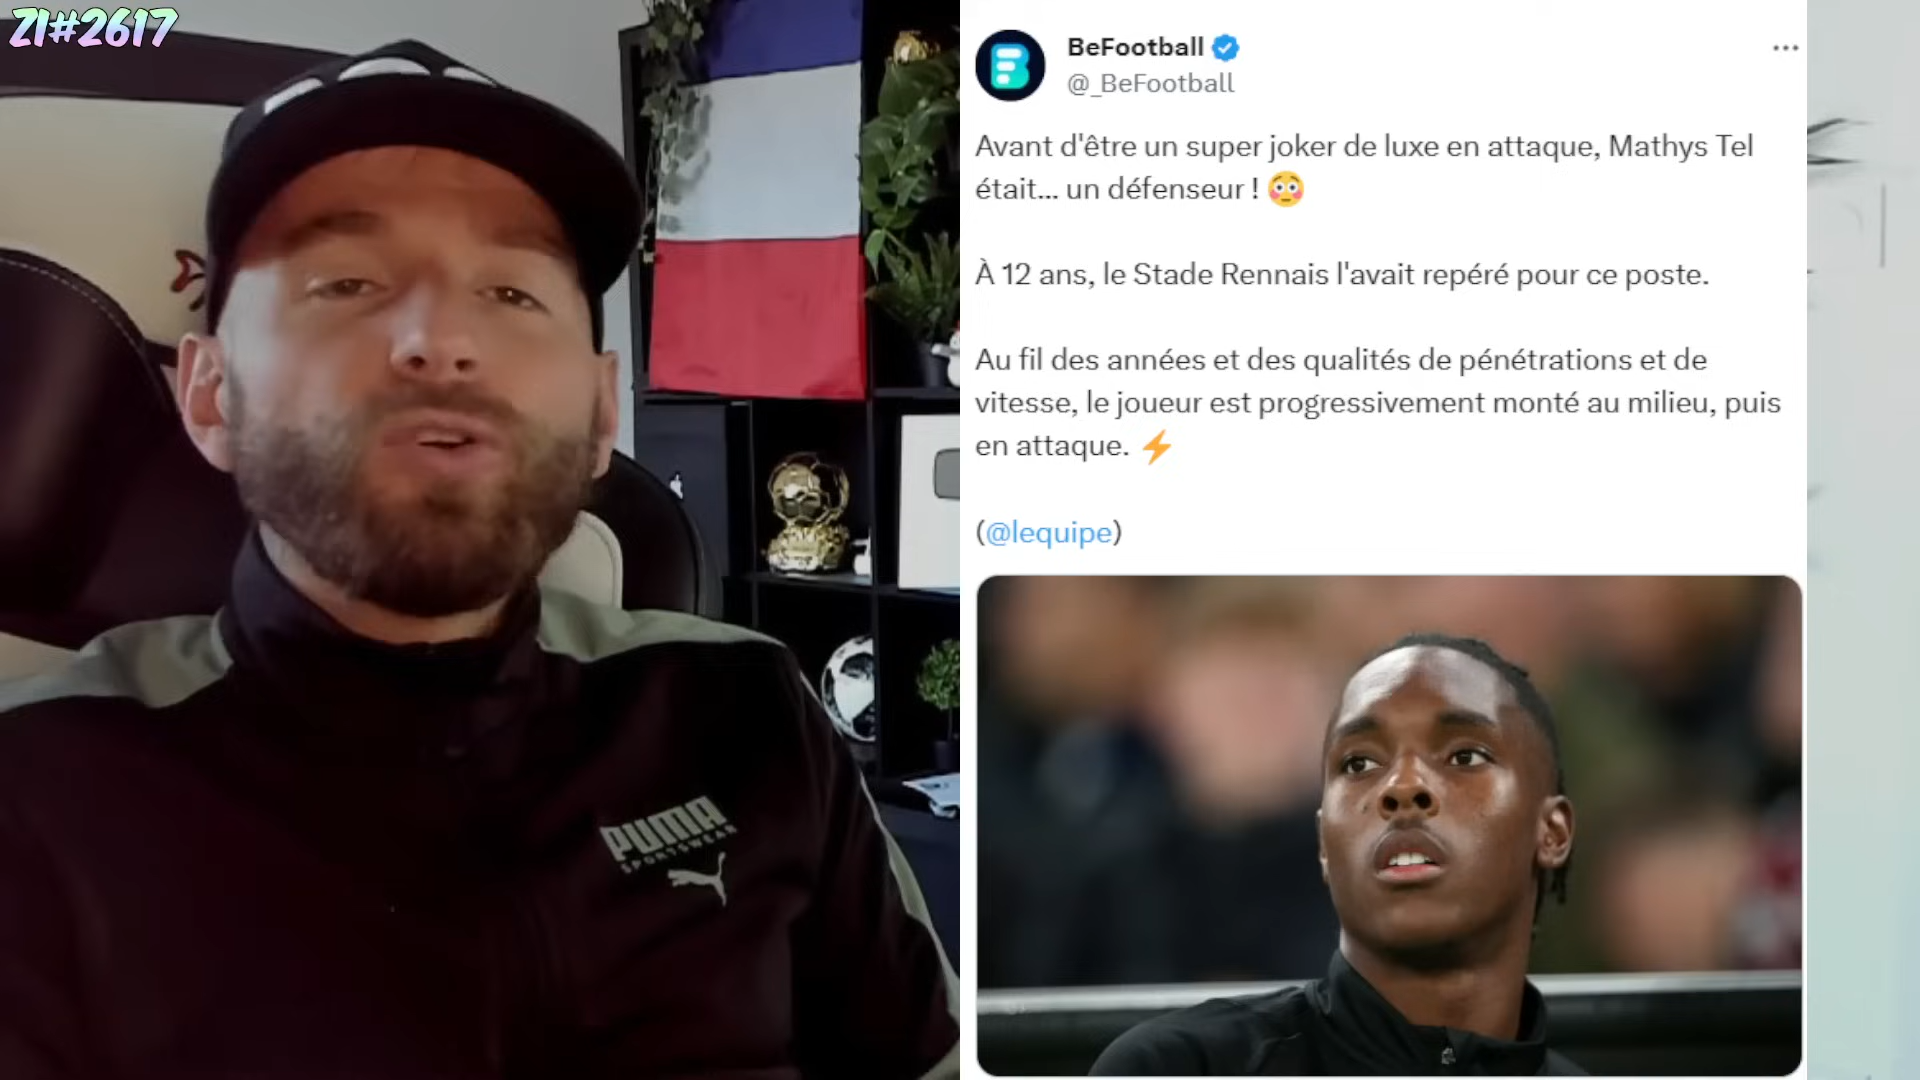 ZI#2617
BeFootball
@_BeFootball
Avant d'être un super joker de luxe en attaque, Mathys Tel
était... un défenseur ! 😳
À 12 ans, le Stade Rennais l'avait repéré pour ce poste.
Au fil des années et des qualités de pénétrations et de
vitesse, le joueur est progressivement monté au milieu, puis
en attaque. ⚡
(@lequipe)
PUMA
SPORTSWEAR